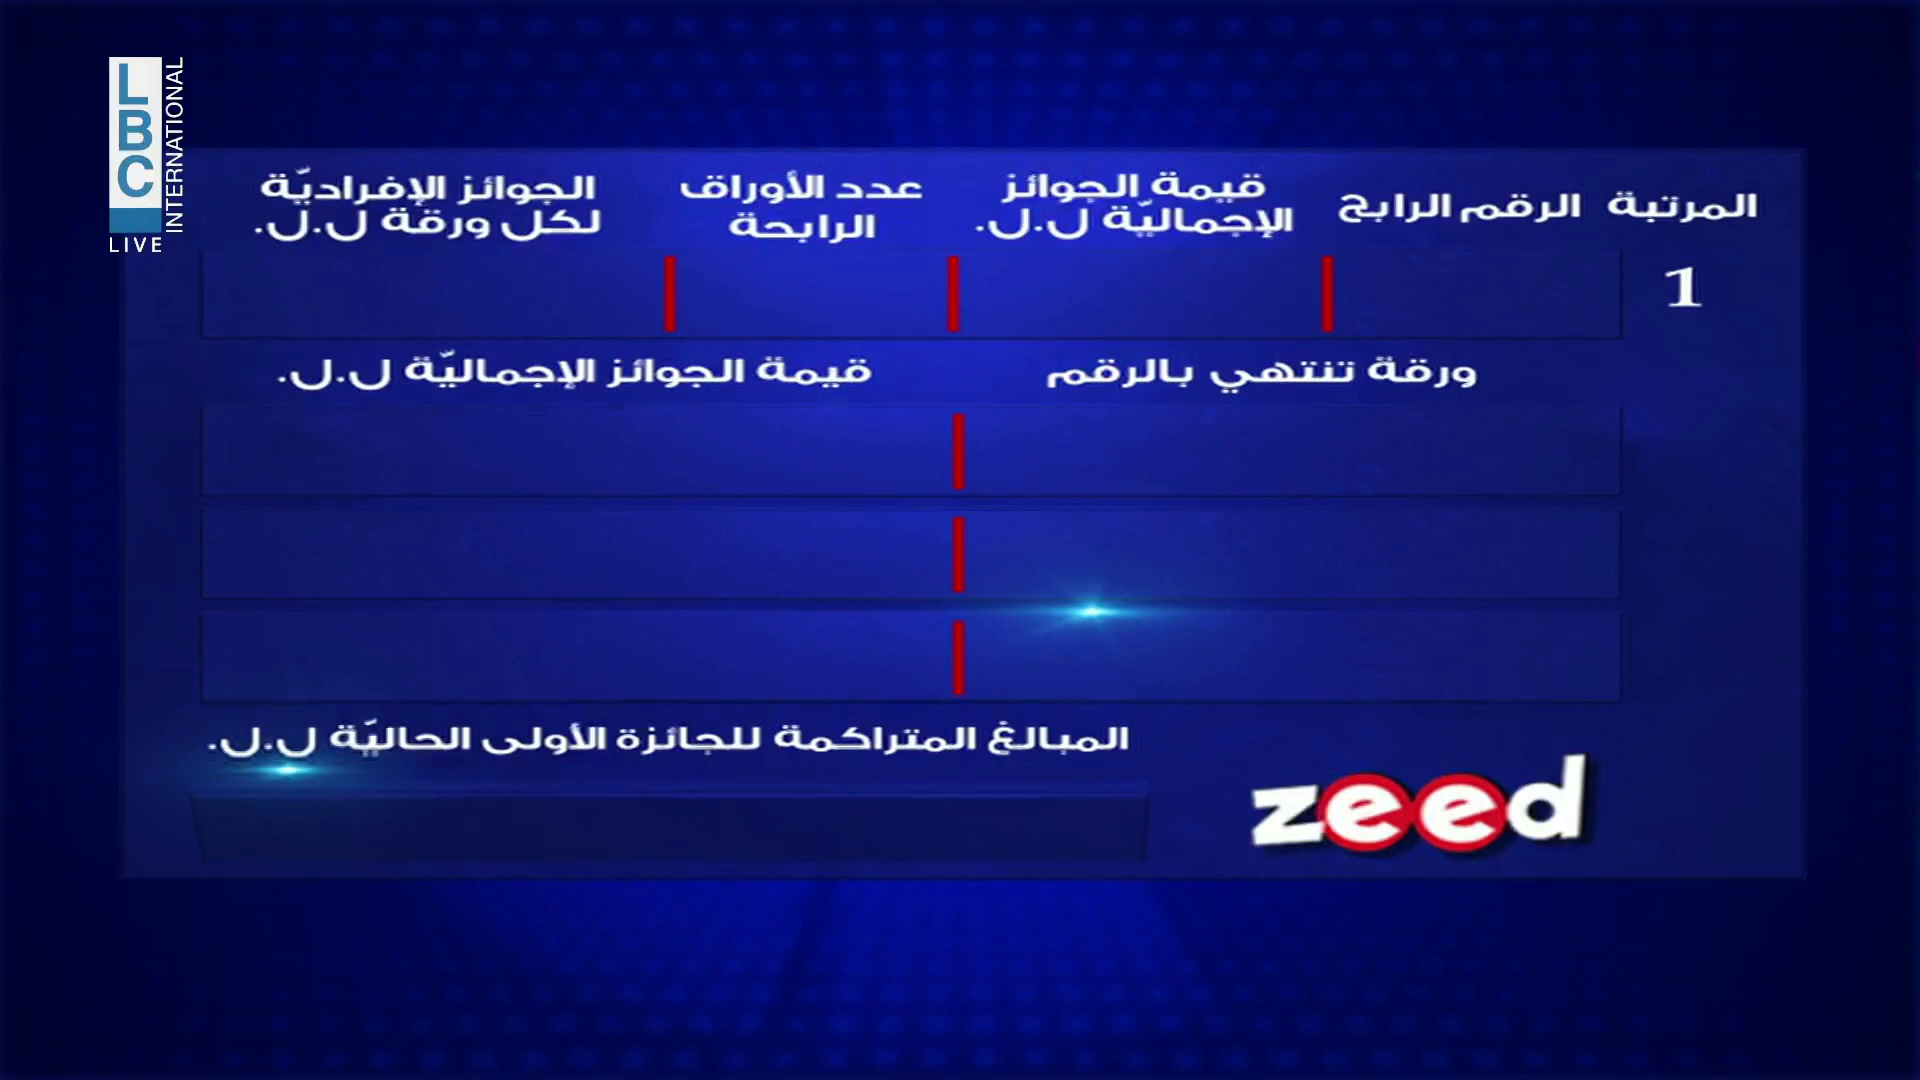 LBC
INTERNATIONAL
LIVE
المرتبة
الرقم الرابح
قيمة الجوائز
الإجماليّة ل.ل.
عدد الأوراق
الرابحة
الجوائز الإفراديّة
لكل ورقة ل.ل.
1
ورقة تنتهي بالرقم
قيمة الجوائز الإجماليّة ل.ل.
المبالغ المتراكمة للجائزة الأولى الحاليّة ل.ل.
zeed